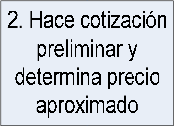 2. Hace cotización
preliminar y
determina precio
aproximado